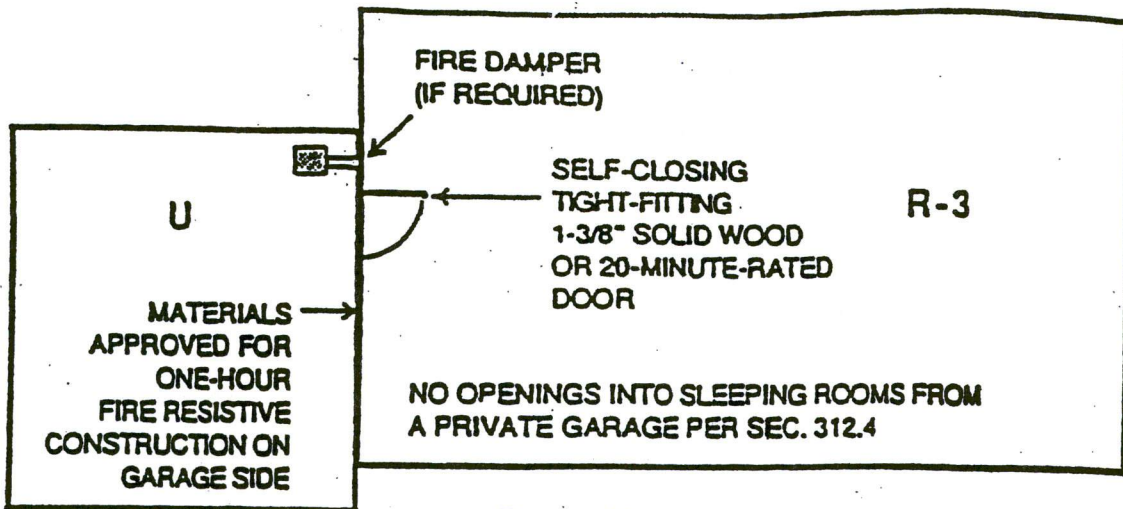 FIRE DAMPER
(IF REQUIRED)
U
SELF-CLOSING
TIGHT-FITTING
1-3/8" SOLID WOOD
OR 20-MINUTE-RATED
DOOR
R-3
MATERIALS
APPROVED FOR
ONE-HOUR
FIRE RESISTIVE
CONSTRUCTION ON
GARAGE SIDE
NO OPENINGS INTO SLEEPING ROOMS FROM
A PRIVATE GARAGE PER SEC. 312.4